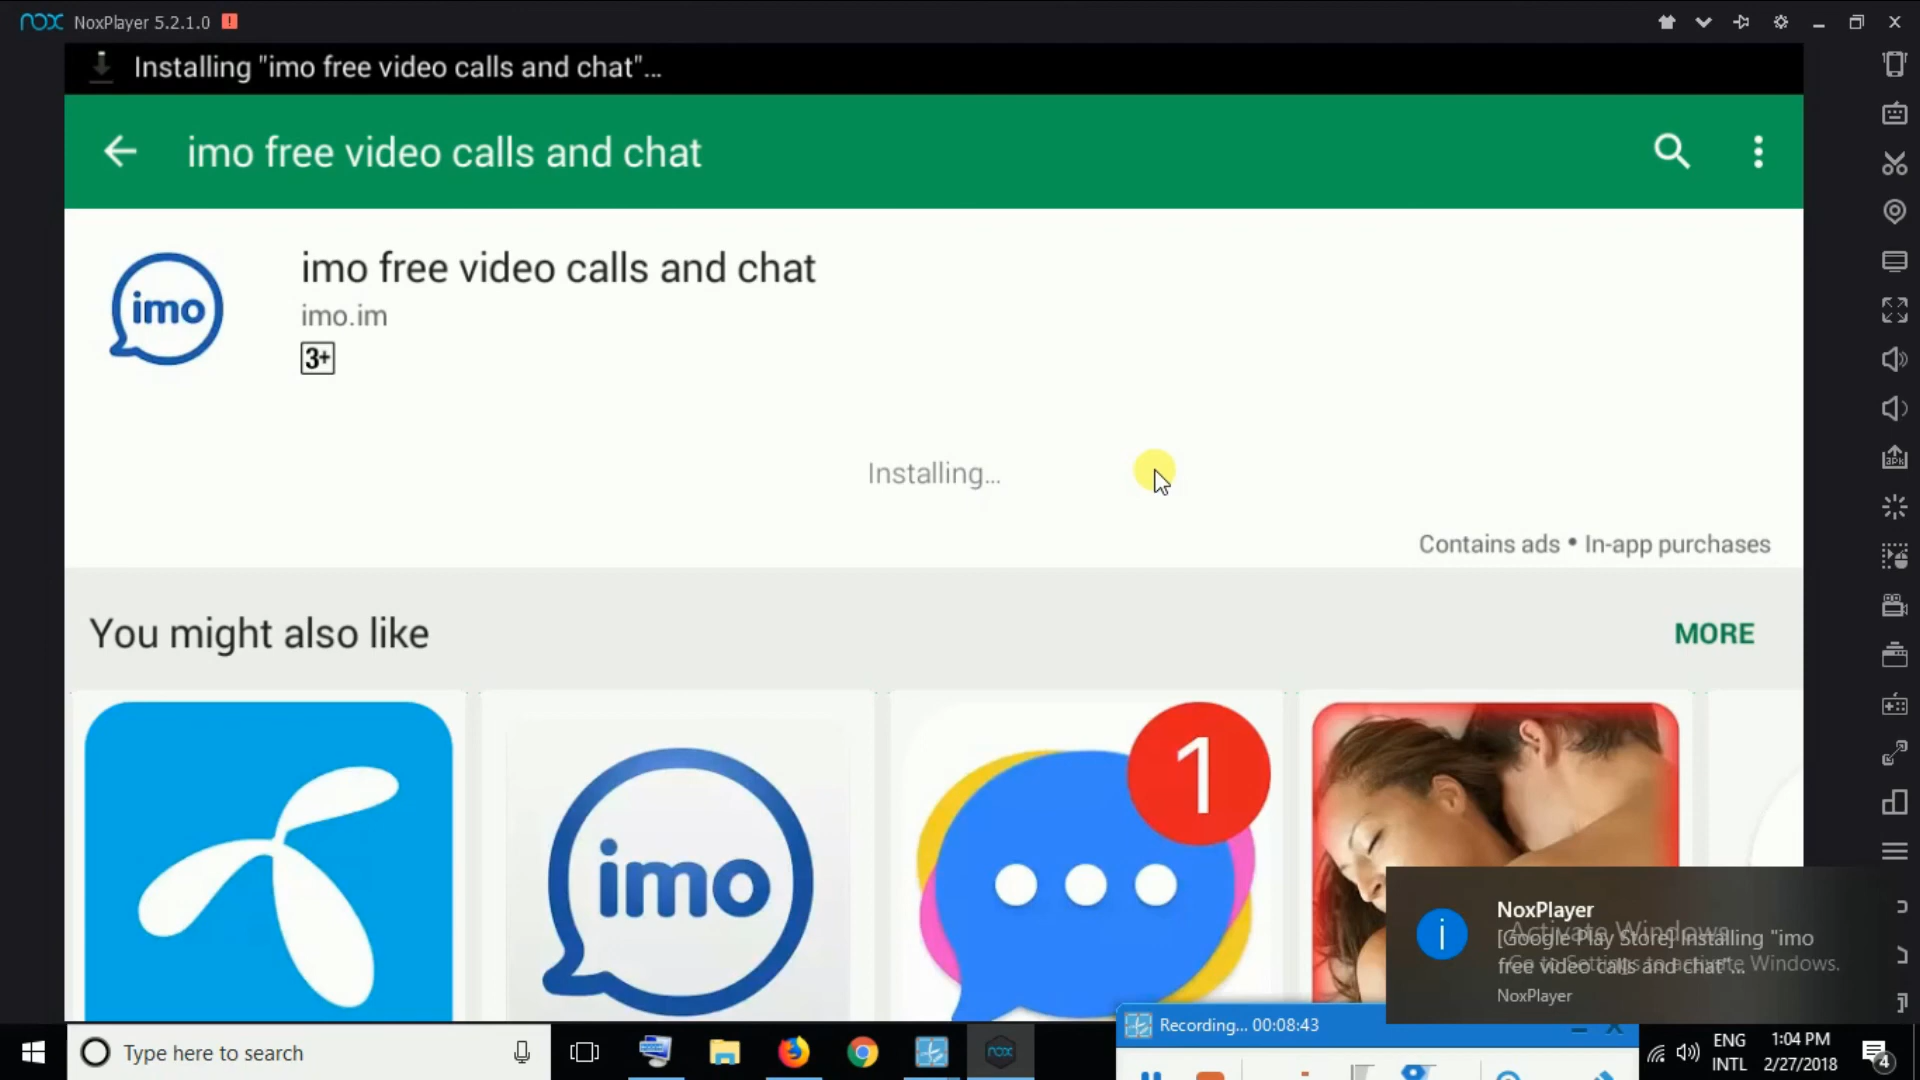 nox NoxPlayer 5.2.1.0
Installing "imo free video calls and chat"...
imo free video calls and chat
imo
imo free video calls and chat
imo.im
3+
Installing...
Contains ads • In-app purchases
You might also like
MORE
imo
1
NoxPlayer
Activate Windows
[Google Play Store] Installing "imo
free video calls and chat"...
Go to Settings to activate Windows.
NoxPlayer
Recording... 00:08:43
Type here to search
nox
ENG
INTL
1:04 PM
2/27/2018
4